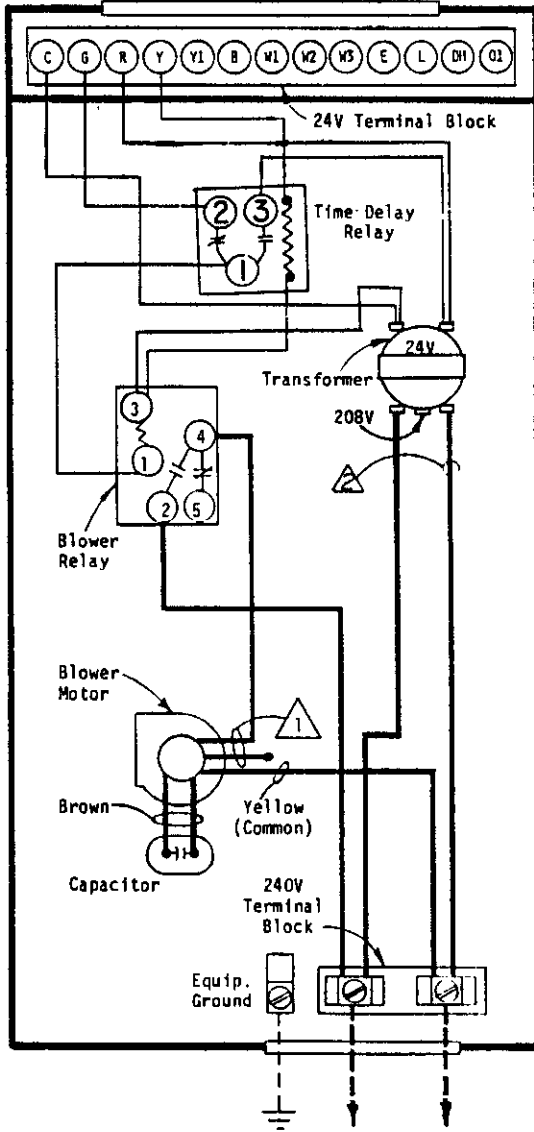 C G R Y Y1 B W1 W2 W3 E L DH O1
24V Terminal Block
2 3 Time Delay
Relay
1
24V
Transformer
208V
3
4
2
1
2 5
Blower
Relay
Blower
Motor
1
Brown
Yellow
(Common)
Capacitor
240V
Terminal
Block
Equip.
Ground